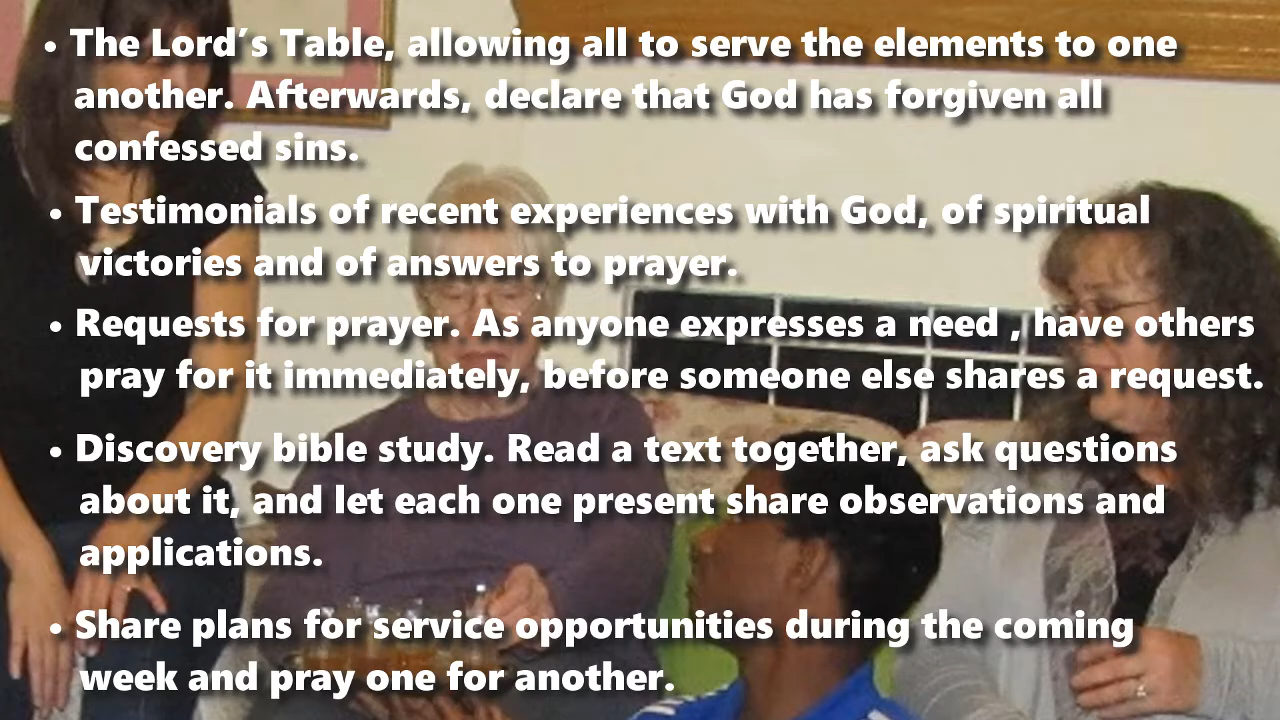 • The Lord's Table, allowing all to serve the elements to one
another. Afterwards, declare that God has forgiven all
confessed sins.
• Testimonials of recent experiences with God, of spiritual
victories and of answers to prayer.
• Requests for prayer. As anyone expresses a need , have others
pray for it immediately, before someone else shares a request.
• Discovery bible study. Read a text together, ask questions
about it, and let each one present share observations and
applications.
• Share plans for service opportunities during the coming
week and pray one for another.